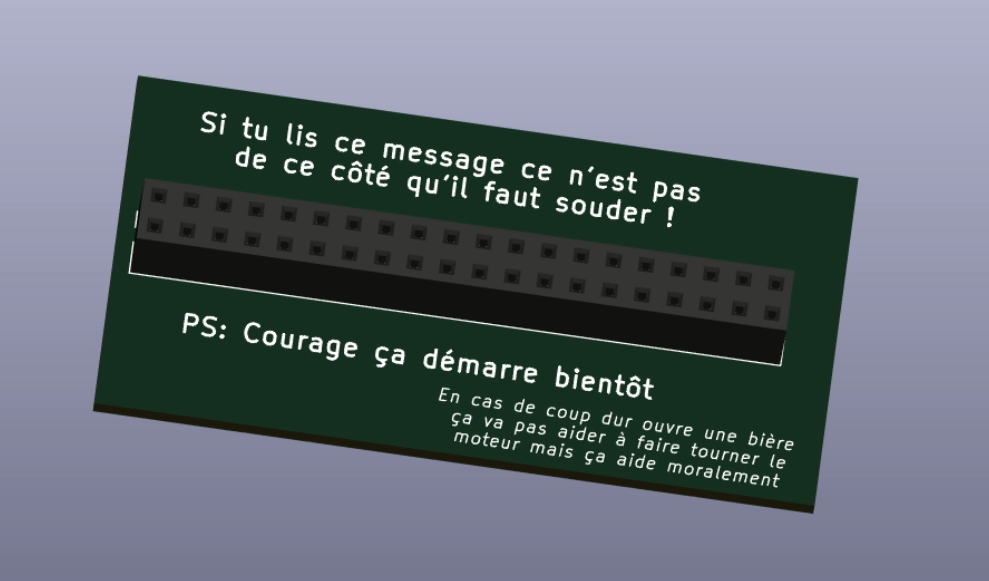 Si tu lis ce message ce n'est pas
de ce côté qu'il faut souder !
PS: Courage ça démarre bientôt
En cas de coup dur ouvre une bière
ça va pas aider à faire tourner le
moteur mais ça aide moralement